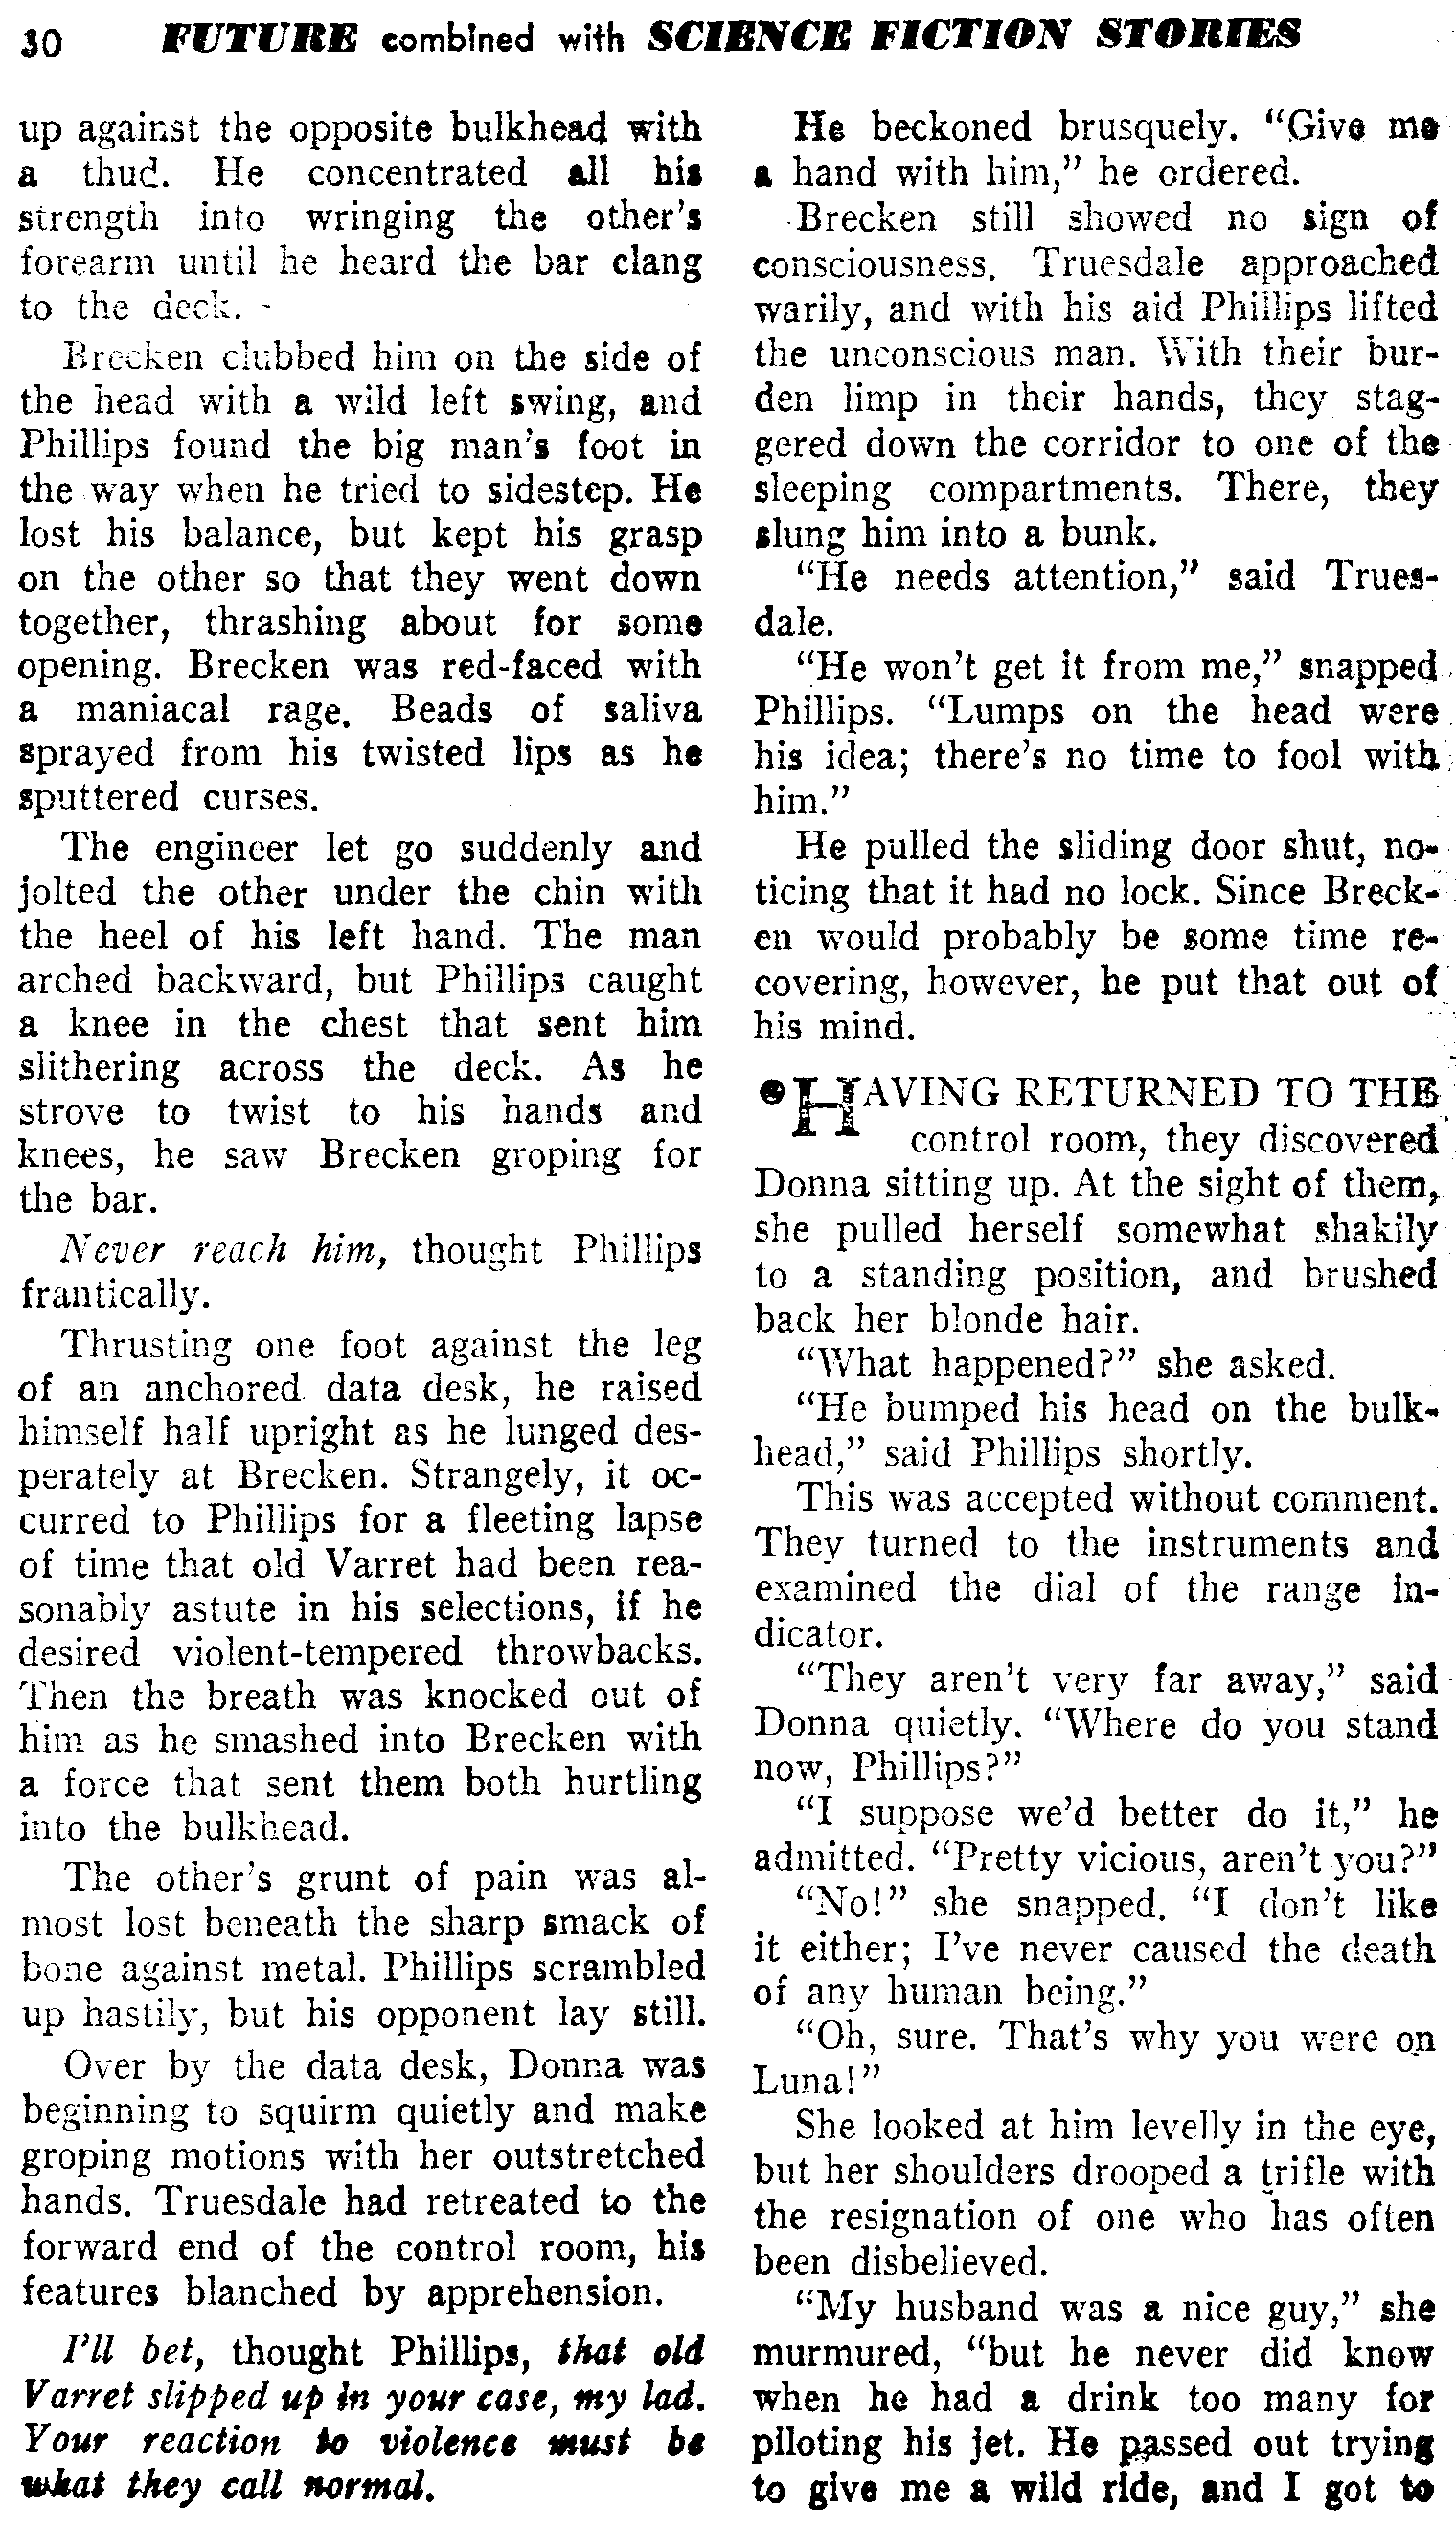 30 FUTURE combined with SCIENCE FICTION STORIES
up against the opposite bulkhead with
a thud. He concentrated all his
strength into wringing the other's
forearm until he heard the bar clang
to the deck.
Brecken clubbed him on the side of
the head with a wild left swing, and
Phillips found the big man's foot in
the way when he tried to sidestep. He
lost his balance, but kept his grasp
on the other so that they went down
together, thrashing about for some
opening. Brecken was red-faced with
a maniacal rage. Beads of saliva
sprayed from his twisted lips as he
sputtered curses.
The engineer let go suddenly and
jolted the other under the chin with
the heel of his left hand. The man
arched backward, but Phillips caught
a knee in the chest that sent him
slithering across the deck. As he
strove to twist to his hands and
knees, he saw Brecken groping for
the bar.
Never reach him, thought Phillips
frantically.
Thrusting one foot against the leg
of an anchored data desk, he raised
himself half upright as he lunged des-
perately at Brecken. Strangely, it oc-
curred to Phillips for a fleeting lapse
of time that old Varret had been rea-
sonably astute in his selections, if he
desired violent-tempered throwbacks.
Then the breath was knocked out of
him as he smashed into Brecken with
a force that sent them both hurtling
into the bulkhead.
The other's grunt of pain was al-
most lost beneath the sharp smack of
bone against metal. Phillips scrambled
up hastily, but his opponent lay still.
Over by the data desk, Donna was
beginning to squirm quietly and make
groping motions with her outstretched
hands. Truesdale had retreated to the
forward end of the control room, his
features blanched by apprehension.
I'll bet, thought Phillips, that old
Varret slipped up in your case, my lad.
Your reaction to violence must be
what they call normal.
He beckoned brusquely. "Give me
a hand with him," he ordered.
Brecken still showed no sign of
consciousness. Truesdale approached
warily, and with his aid Phillips lifted
the unconscious man. With their bur-
den limp in their hands, they stag-
gered down the corridor to one of the
sleeping compartments. There, they
slung him into a bunk.
"He needs attention," said Trues-
dale.
"He won't get it from me," snapped
Phillips. "Lumps on the head were
his idea; there's no time to fool with
him."
He pulled the sliding door shut, no-
ticing that it had no lock. Since Breck-
en would probably be some time re-
covering, however, he put that out of
his mind.
● HAVING RETURNED TO THE
control room, they discovered
Donna sitting up. At the sight of them,
she pulled herself somewhat shakily
to a standing position, and brushed
back her blonde hair.
"What happened?" she asked.
"He bumped his head on the bulk-
head," said Phillips shortly.
This was accepted without comment.
They turned to the instruments and
examined the dial of the range in-
dicator.
"They aren't very far away," said
Donna quietly. "Where do you stand
now, Phillips?"
"I suppose we'd better do it," he
admitted. "Pretty vicious, aren't you?"
"No!" she snapped. "I don't like
it either; I've never caused the death
of any human being."
"Oh, sure. That's why you were on
Luna!"
She looked at him levelly in the eye,
but her shoulders drooped a trifle with
the resignation of one who has often
been disbelieved.
"My husband was a nice guy," she
murmured, "but he never did know
when he had a drink too many for
piloting his jet. He passed out trying
to give me a wild ride, and I got to